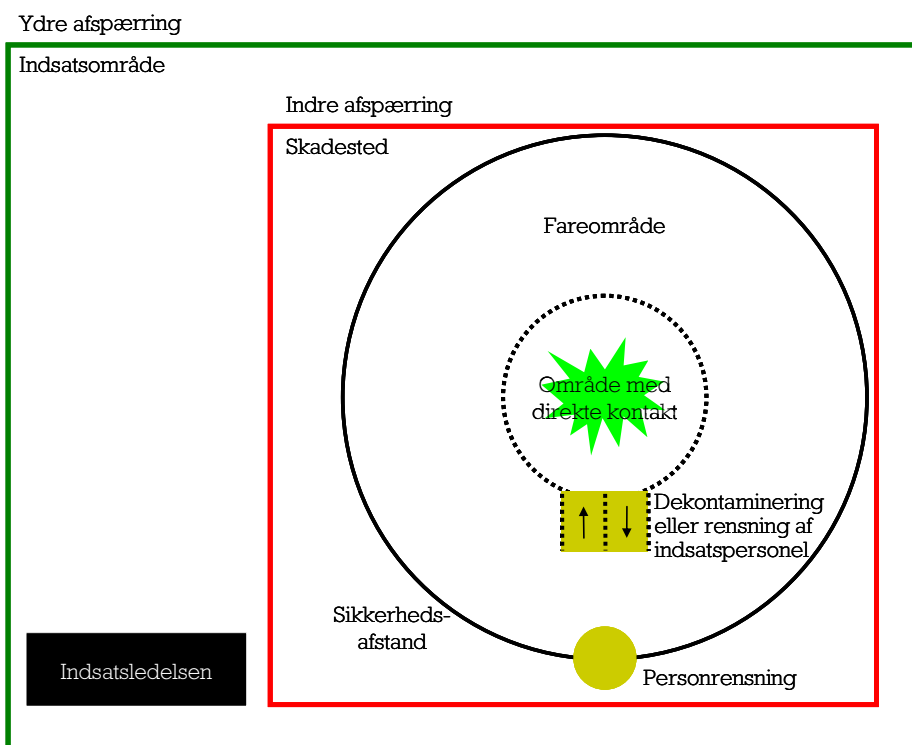 Ydre afspærring
Indsatsområde
Indre afspærring
Skadested
Fareområde
Område med
direkte kontakt
Dekontaminering
eller rensning af
indsatspersonel
Sikkerheds-
afstand
Indsatsledelsen
Personrensning